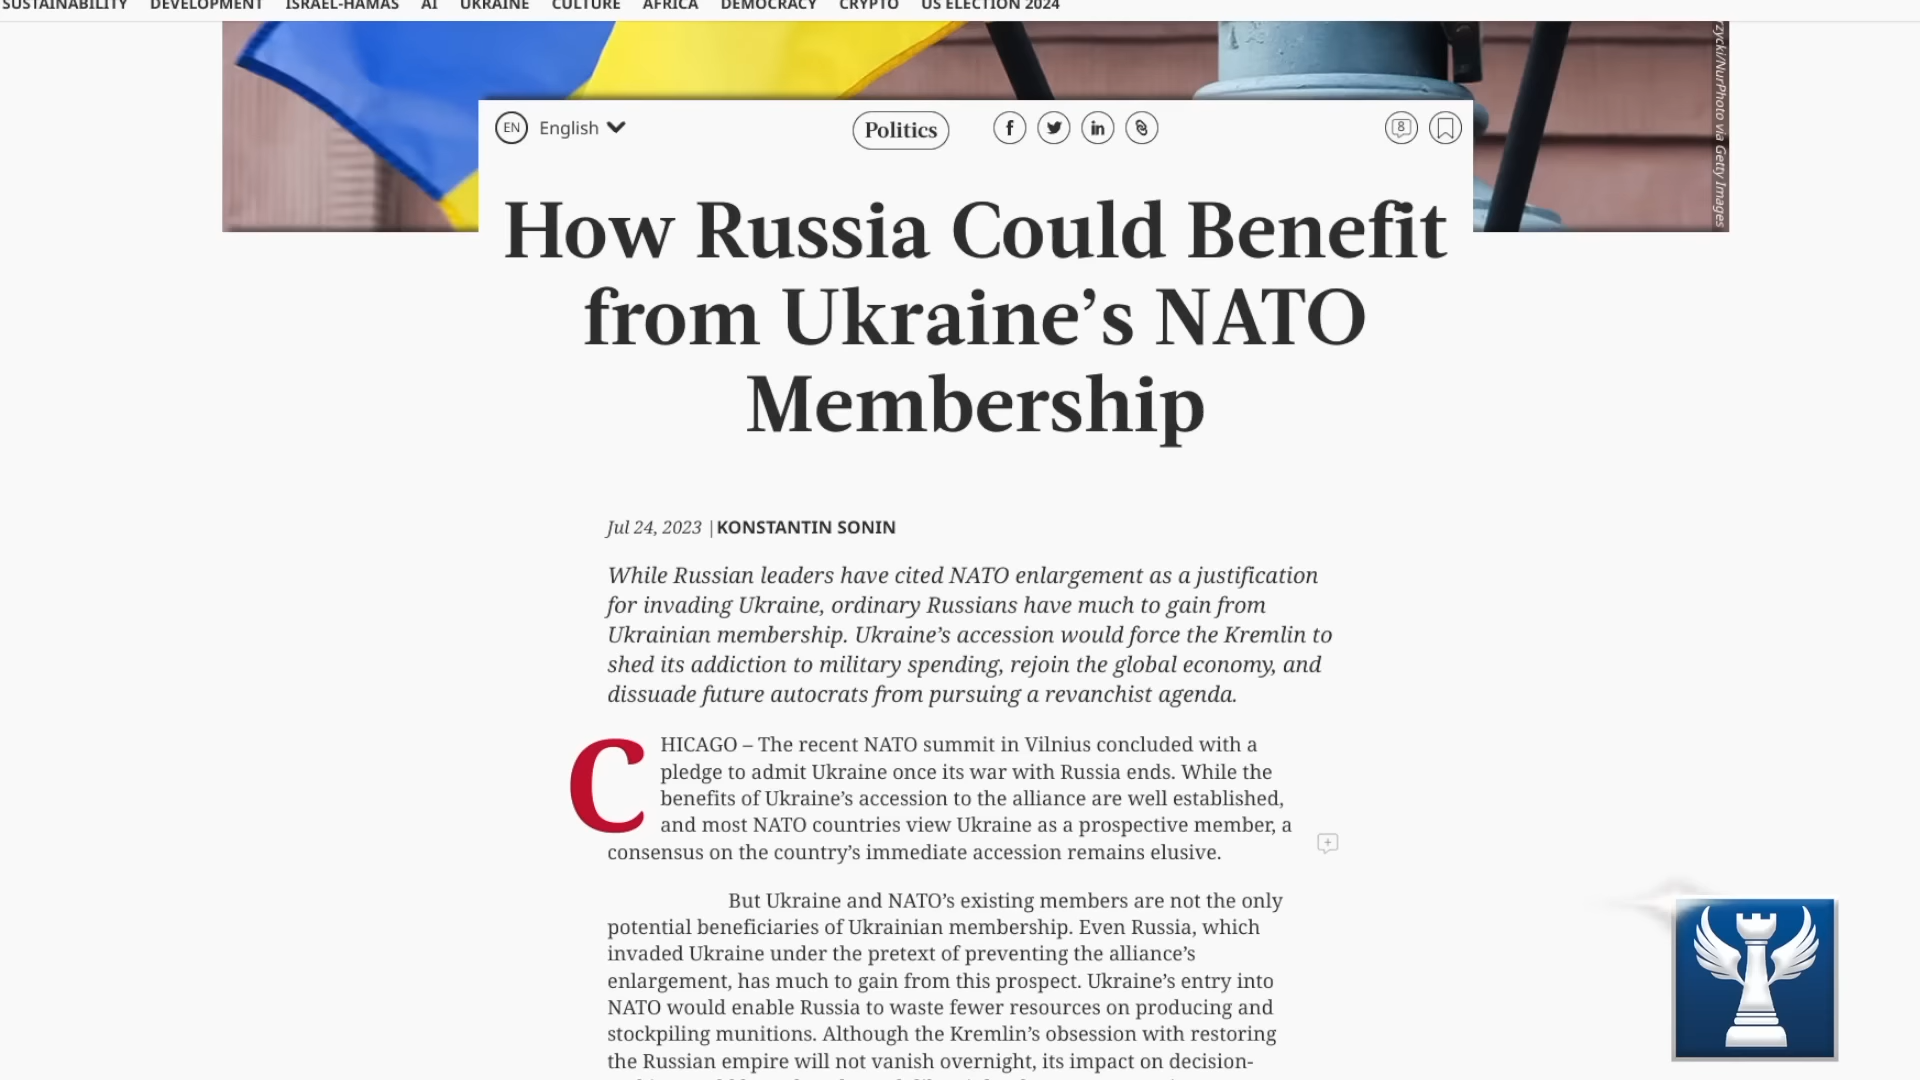 SUSTAINABILITY DEVELOPMENT ISRAEL-HAMAS AI UKRAINE CULTURE AFRICA DEMOCRACY CRYPTO US ELECTION 2024
zycki/NurPhoto via Getty Images
EN English Politics f in 8
How Russia Could Benefit
from Ukraine’s NATO
Membership
Jul 24, 2023 | KONSTANTIN SONIN
While Russian leaders have cited NATO enlargement as a justification
for invading Ukraine, ordinary Russians have much to gain from
Ukrainian membership. Ukraine’s accession would force the Kremlin to
shed its addiction to military spending, rejoin the global economy, and
dissuade future autocrats from pursuing a revanchist agenda.
CHICAGO – The recent NATO summit in Vilnius concluded with a
pledge to admit Ukraine once its war with Russia ends. While the
benefits of Ukraine’s accession to the alliance are well established,
and most NATO countries view Ukraine as a prospective member, a
consensus on the country’s immediate accession remains elusive.
But Ukraine and NATO’s existing members are not the only
potential beneficiaries of Ukrainian membership. Even Russia, which
invaded Ukraine under the pretext of preventing the alliance’s
enlargement, has much to gain from this prospect. Ukraine’s entry into
NATO would enable Russia to waste fewer resources on producing and
stockpiling munitions. Although the Kremlin’s obsession with restoring
the Russian empire will not vanish overnight, its impact on decision-